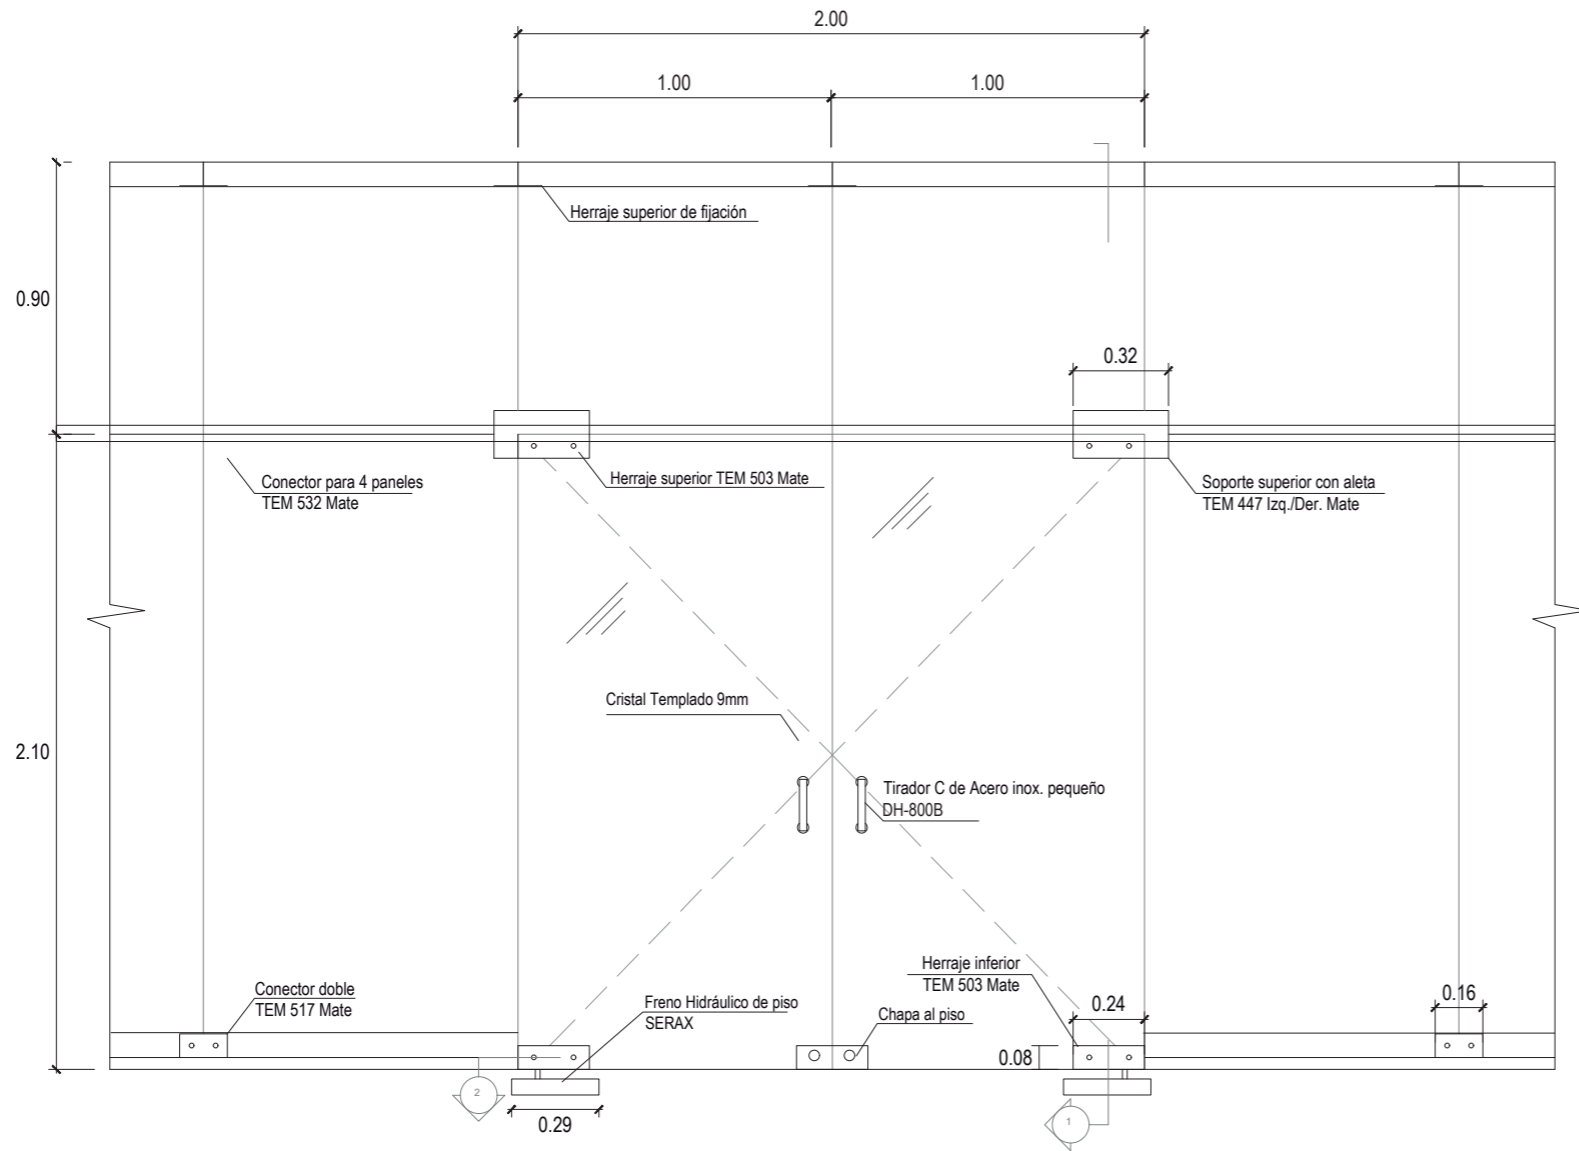 2.00
1.00
1.00
Herraje superior de fijación
0.90
0.32
Conector para 4 paneles
TEM 532 Mate
Herraje superior TEM 503 Mate
Soporte superior con aleta
TEM 447 Izq./Der. Mate
Cristal Templado 9mm
2.10
Tirador C de Acero inox. pequeño
DH-800B
Herraje inferior
TEM 503 Mate
Conector doble
TEM 517 Mate
Freno Hidráulico de piso
SERAX
Chapa al piso
0.24
0.16
0.08
2
0.29
1